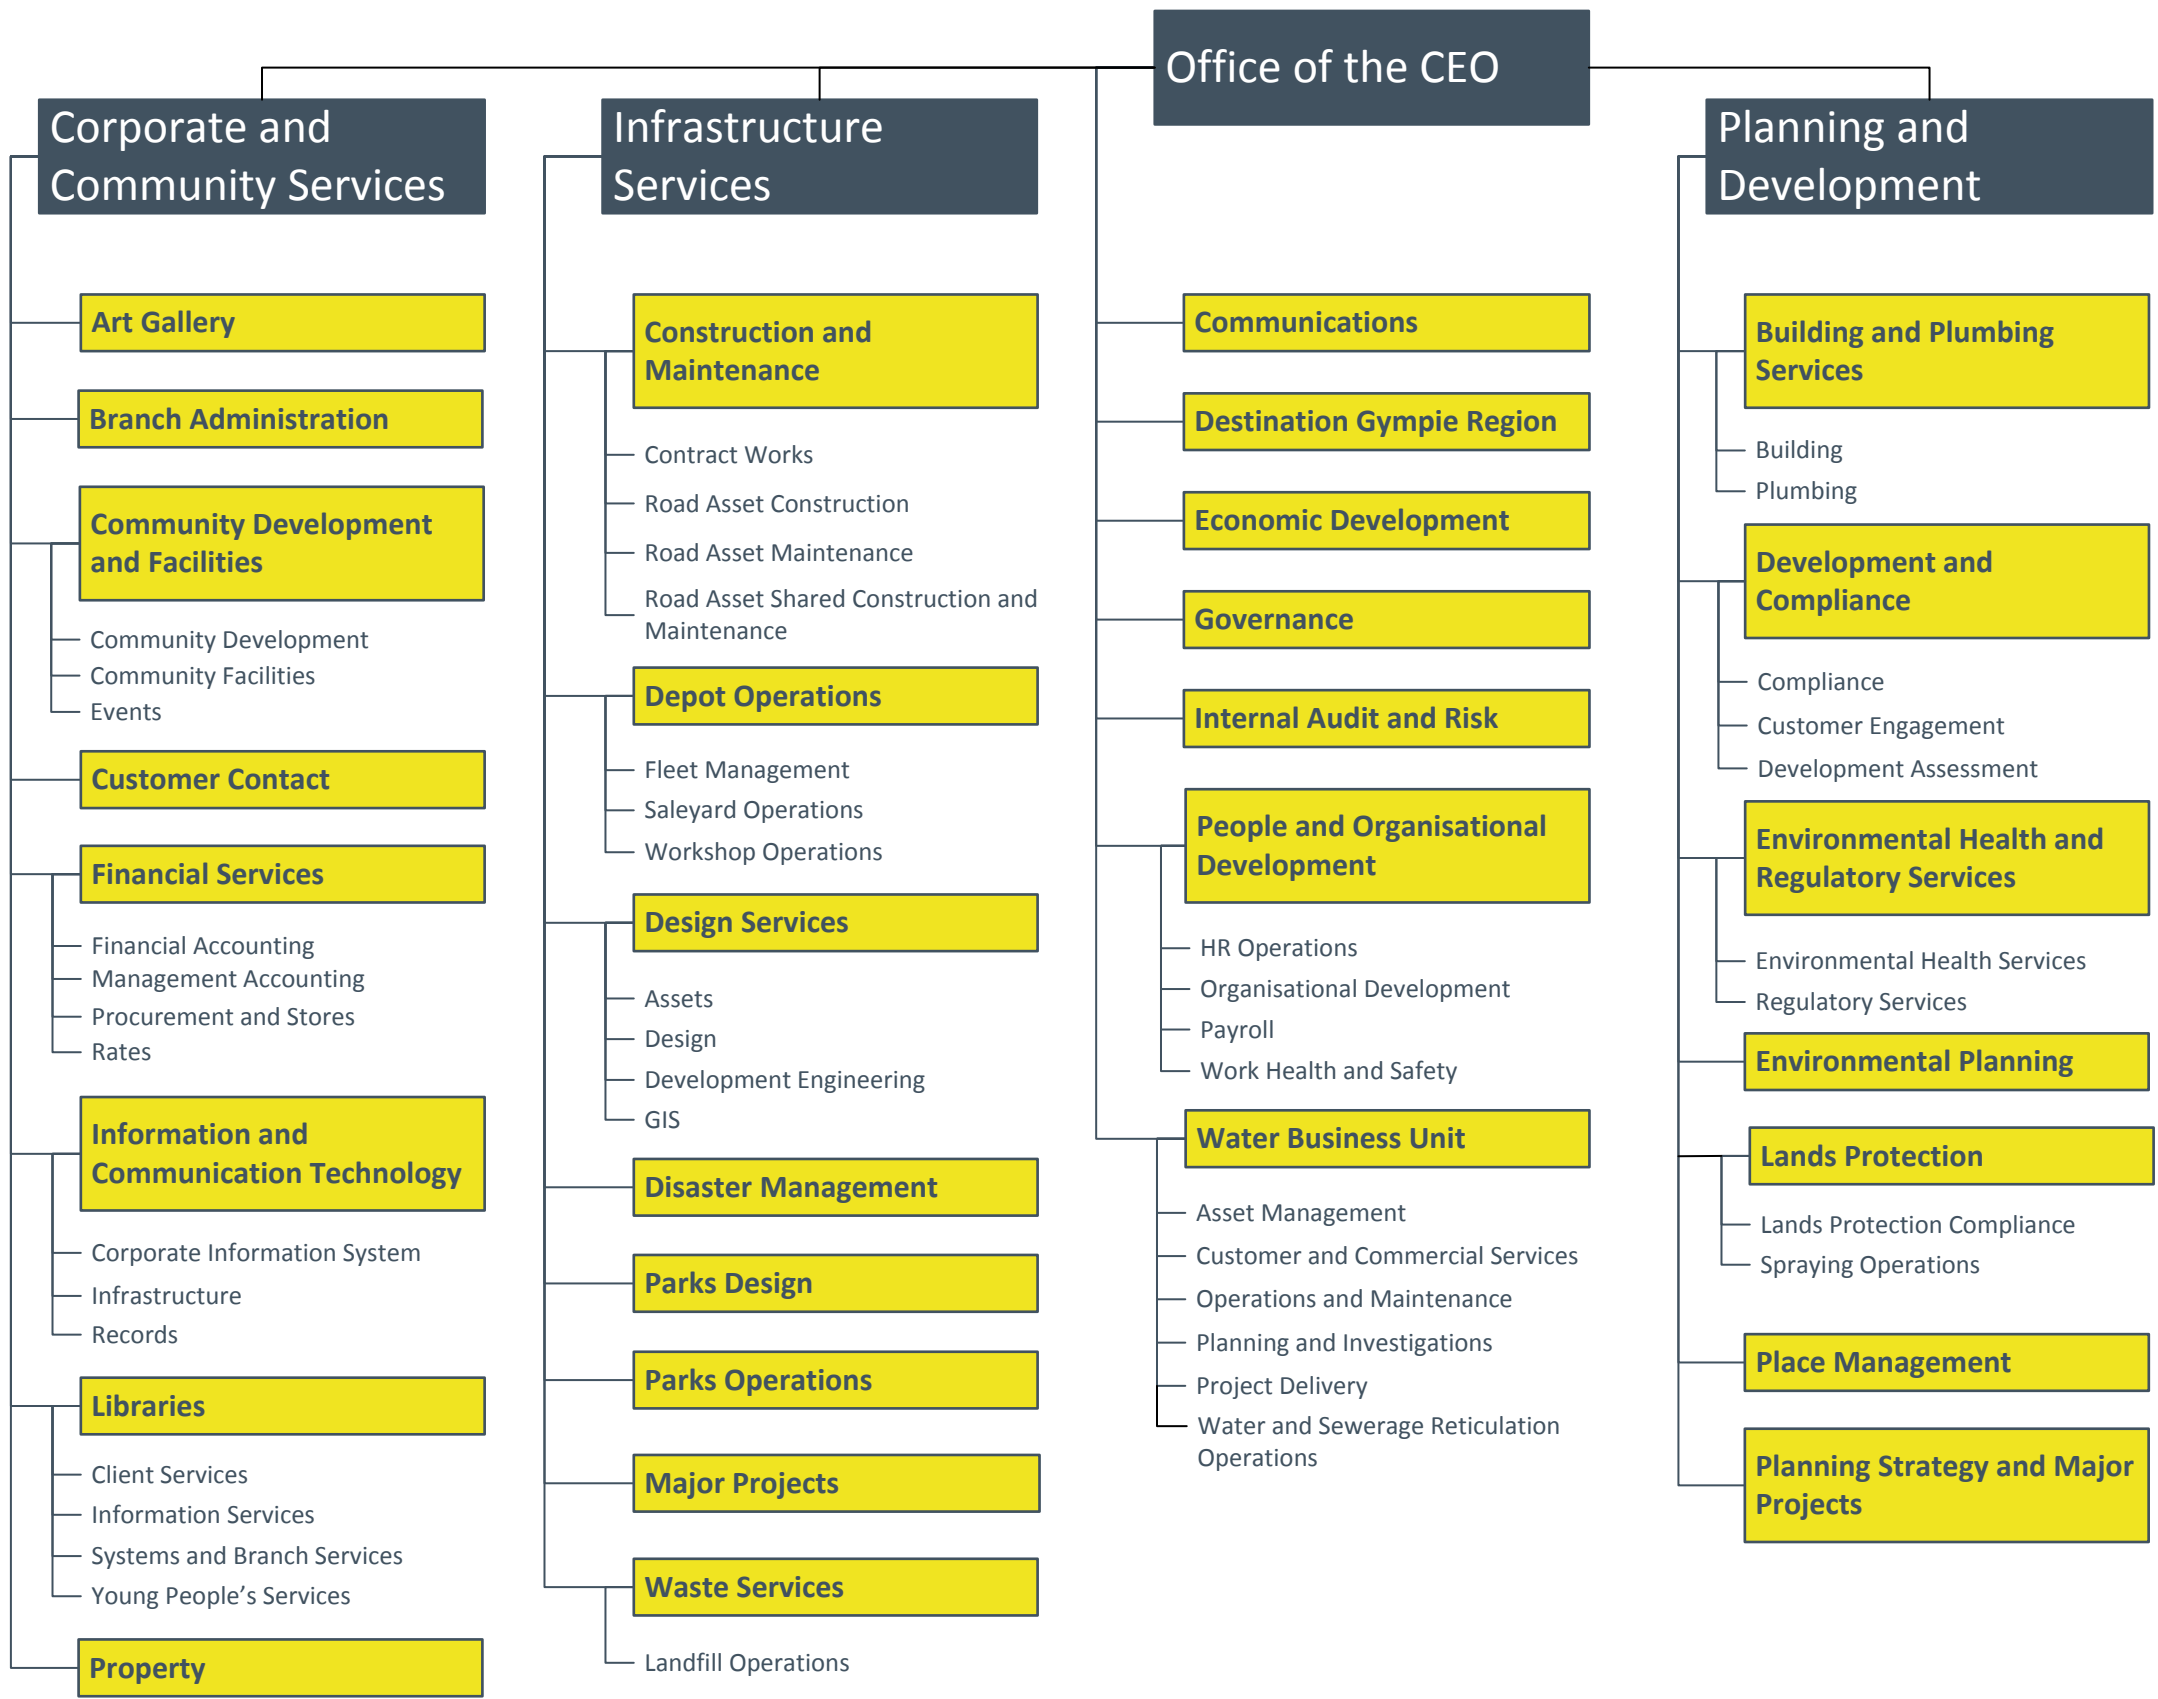 Office of the CEO
Corporate and
Community Services
Art Gallery
Branch Administration
Community Development
and Facilities
Community Development
Community Facilities
Events
Customer Contact
Financial Services
Financial Accounting
Management Accounting
Procurement and Stores
Rates
Information and
Communication Technology
Corporate Information System
Infrastructure
Records
Libraries
Client Services
Information Services
Systems and Branch Services
Young People’s Services
Property
Infrastructure
Services
Construction and
Maintenance
Contract Works
Road Asset Construction
Road Asset Maintenance
Road Asset Shared Construction and
Maintenance
Depot Operations
Fleet Management
Saleyard Operations
Workshop Operations
Design Services
Assets
Design
Development Engineering
GIS
Disaster Management
Parks Design
Parks Operations
Major Projects
Waste Services
Landfill Operations
Communications
Destination Gympie Region
Economic Development
Governance
Internal Audit and Risk
People and Organisational
Development
HR Operations
Organisational Development
Payroll
Work Health and Safety
Water Business Unit
Asset Management
Customer and Commercial Services
Operations and Maintenance
Planning and Investigations
Project Delivery
Water and Sewerage Reticulation
Operations
Planning and
Development
Building and Plumbing
Services
Building
Plumbing
Development and
Compliance
Compliance
Customer Engagement
Development Assessment
Environmental Health and
Regulatory Services
Environmental Health Services
Regulatory Services
Environmental Planning
Lands Protection
Lands Protection Compliance
Spraying Operations
Place Management
Planning Strategy and Major
Projects